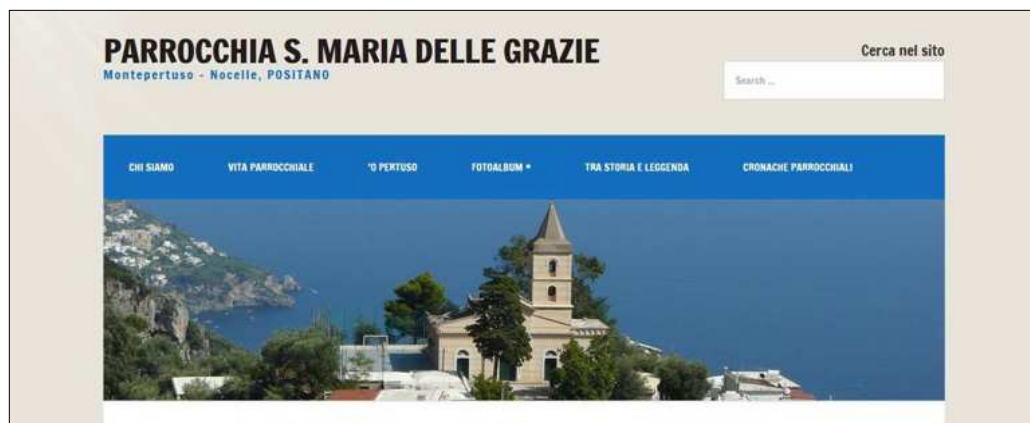 PARROCCHIA S. MARIA DELLE GRAZIE
Montepertuso - Nocelle, POSITANO
Cerca nel sito
Search ...
CHI SIAMO VITA PARROCCHIALE 'O PERTUSO FOTOALBUM TRA STORIA E LEGGENDA CRONACHE PARROCCHIALI